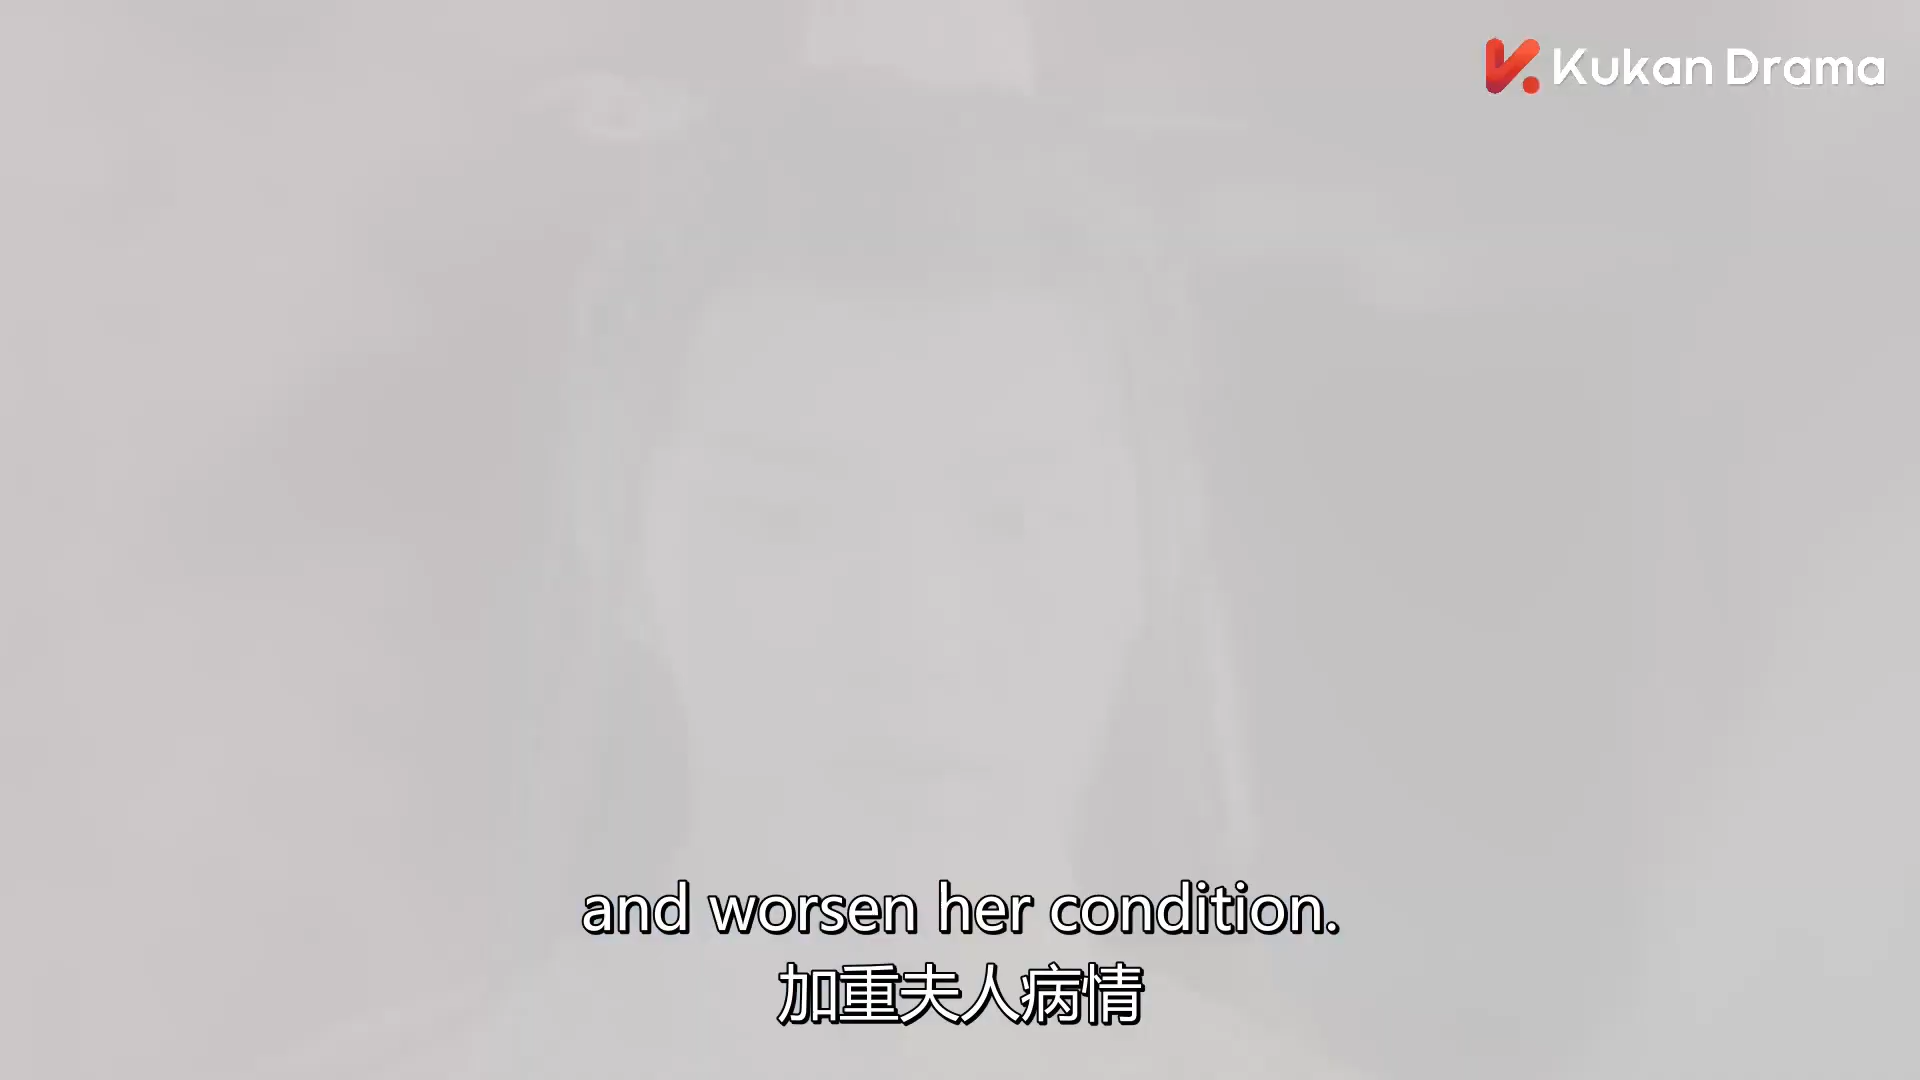 Kukan Drama
and worsen her condition.
加重夫人病情